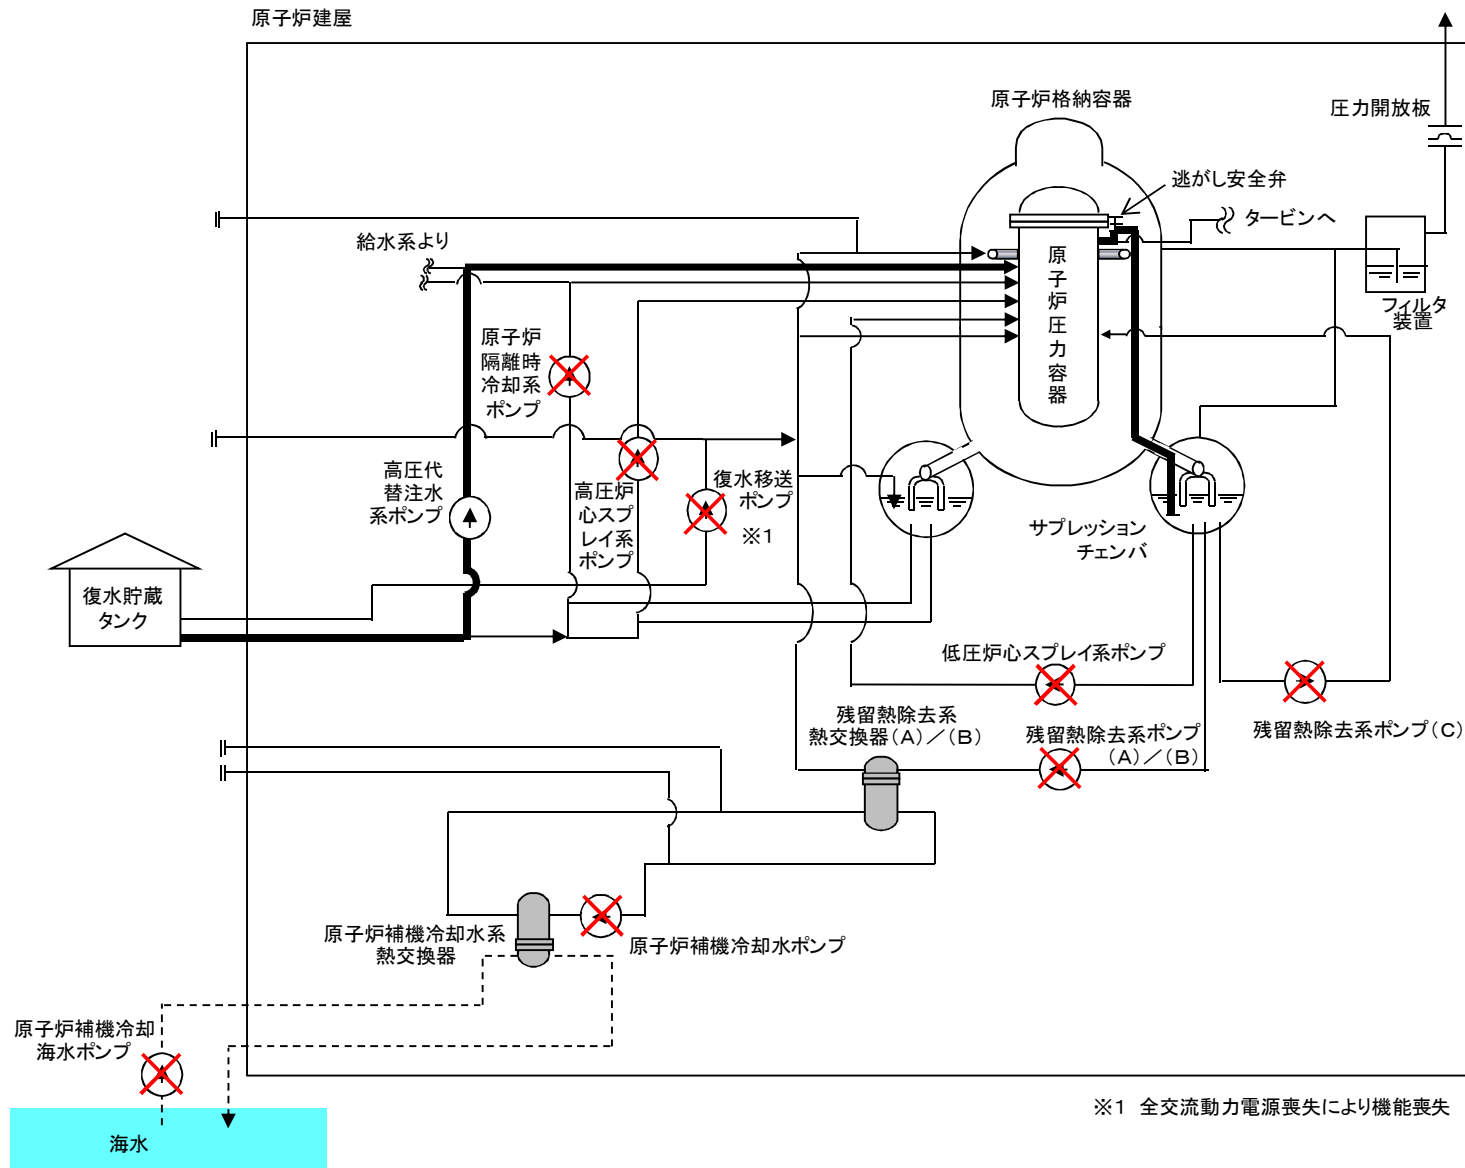 原子炉建屋
原子炉格納容器
圧力開放板
逃がし安全弁
タービンへ
給水系より
原子炉圧力容器
フィルタ
装置
原子炉
隔離時
冷却系
ポンプ
高圧代
替注水
系ポンプ
高圧炉
心スプ
レイ系
ポンプ
復水移送
ポンプ
※1
サプレッション
チェンバ
復水貯蔵
タンク
低圧炉心スプレイ系ポンプ
残留熱除去系
熱交換器(A)/(B)
残留熱除去系ポンプ
(A)/(B)
残留熱除去系ポンプ(C)
原子炉補機冷却水系
熱交換器
原子炉補機冷却水ポンプ
原子炉補機冷却
海水ポンプ
海水
※1 全交流動力電源喪失により機能喪失